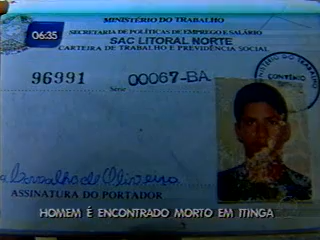 MINISTÉRIO DO TRABALHO
06:35
SECRETARIA DE POLÍTICAS DE EMPREGO E SALÁRIO
SAC LITORAL NORTE
CARTEIRA DE TRABALHO E PREVIDÊNCIA SOCIAL
96991 00067-BA
Série
CONVÊNIO
Carvalho de Oliveira
ASSINATURA DO PORTADOR
HOMEM É ENCONTRADO MORTO EM ITINGA